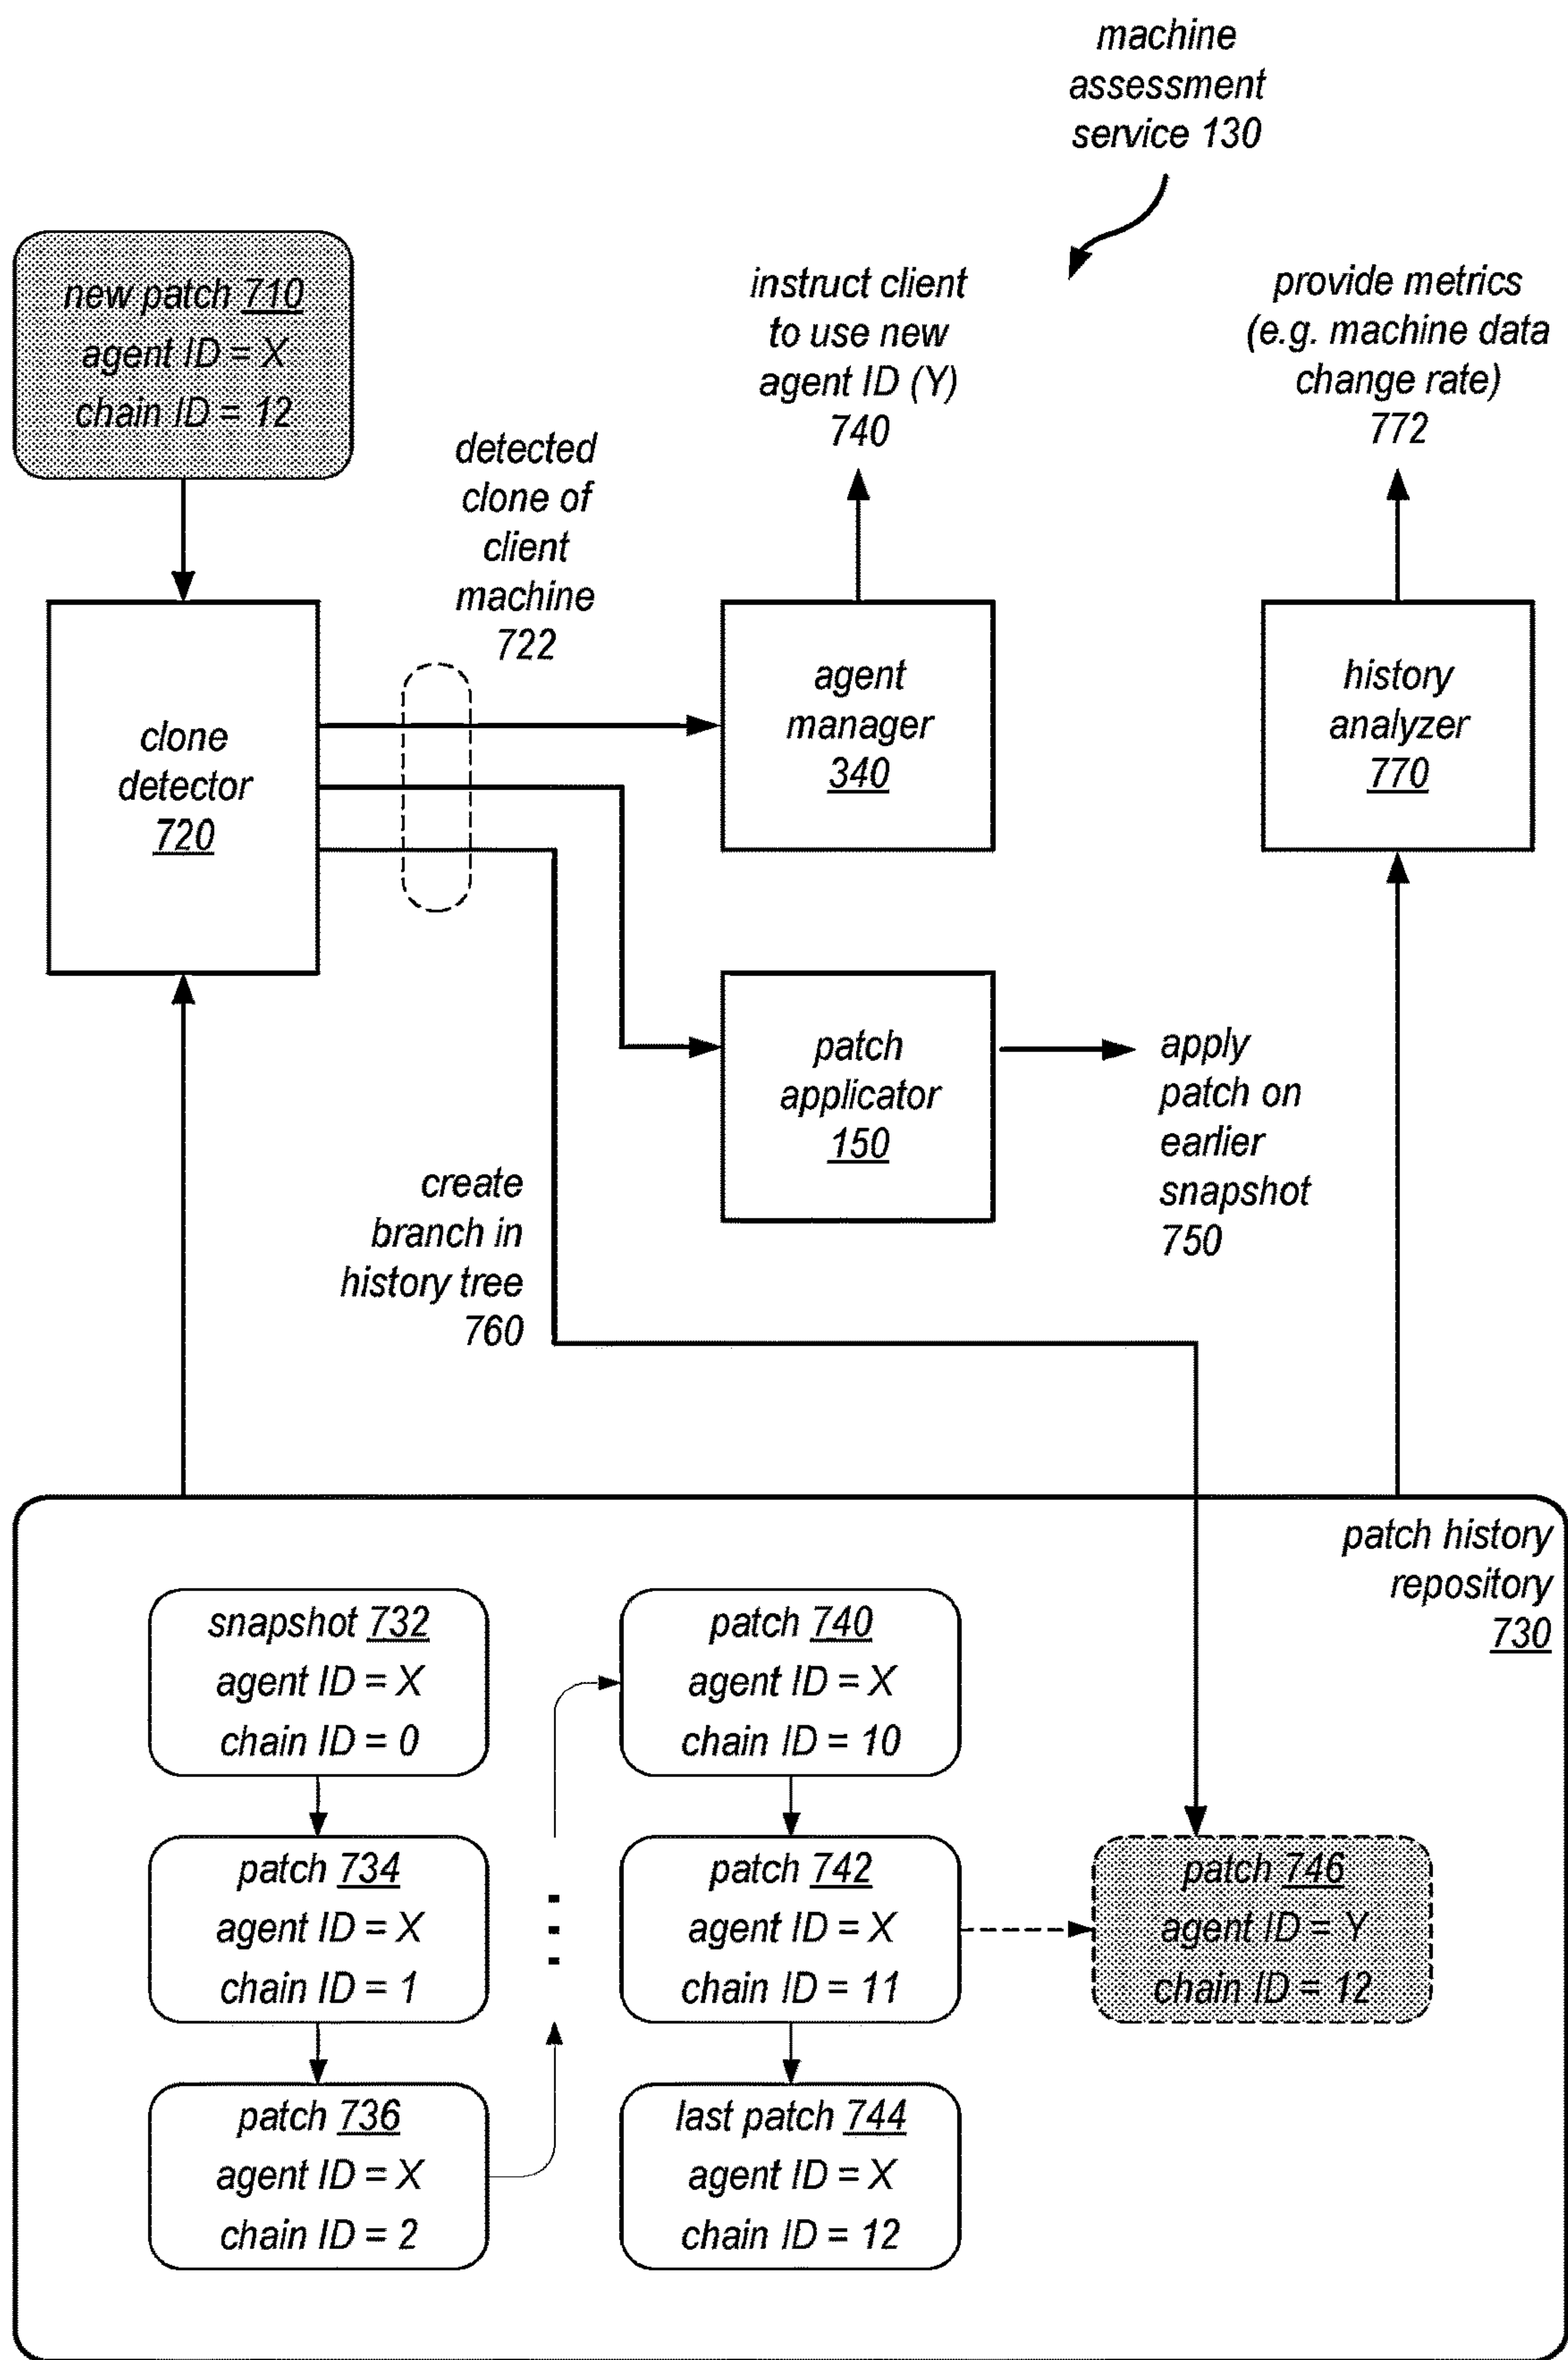 machine
assessment
service 130
new patch 710
agent ID = X
chain ID = 12
instruct client
to use new
agent ID (Y)
740
provide metrics
(e.g. machine data
change rate)
772
detected
clone of
client
machine
722
clone
detector
720
agent
manager
340
history
analyzer
770
patch
applicator
150
apply
patch on
earlier
snapshot
750
create
branch in
history tree
760
patch history
repository
730
snapshot 732
agent ID = X
chain ID = 0
patch 734
agent ID = X
chain ID = 1
patch 736
agent ID = X
chain ID = 2
patch 740
agent ID = X
chain ID = 10
patch 742
agent ID = X
chain ID = 11
last patch 744
agent ID = X
chain ID = 12
patch 746
agent ID = Y
chain ID = 12